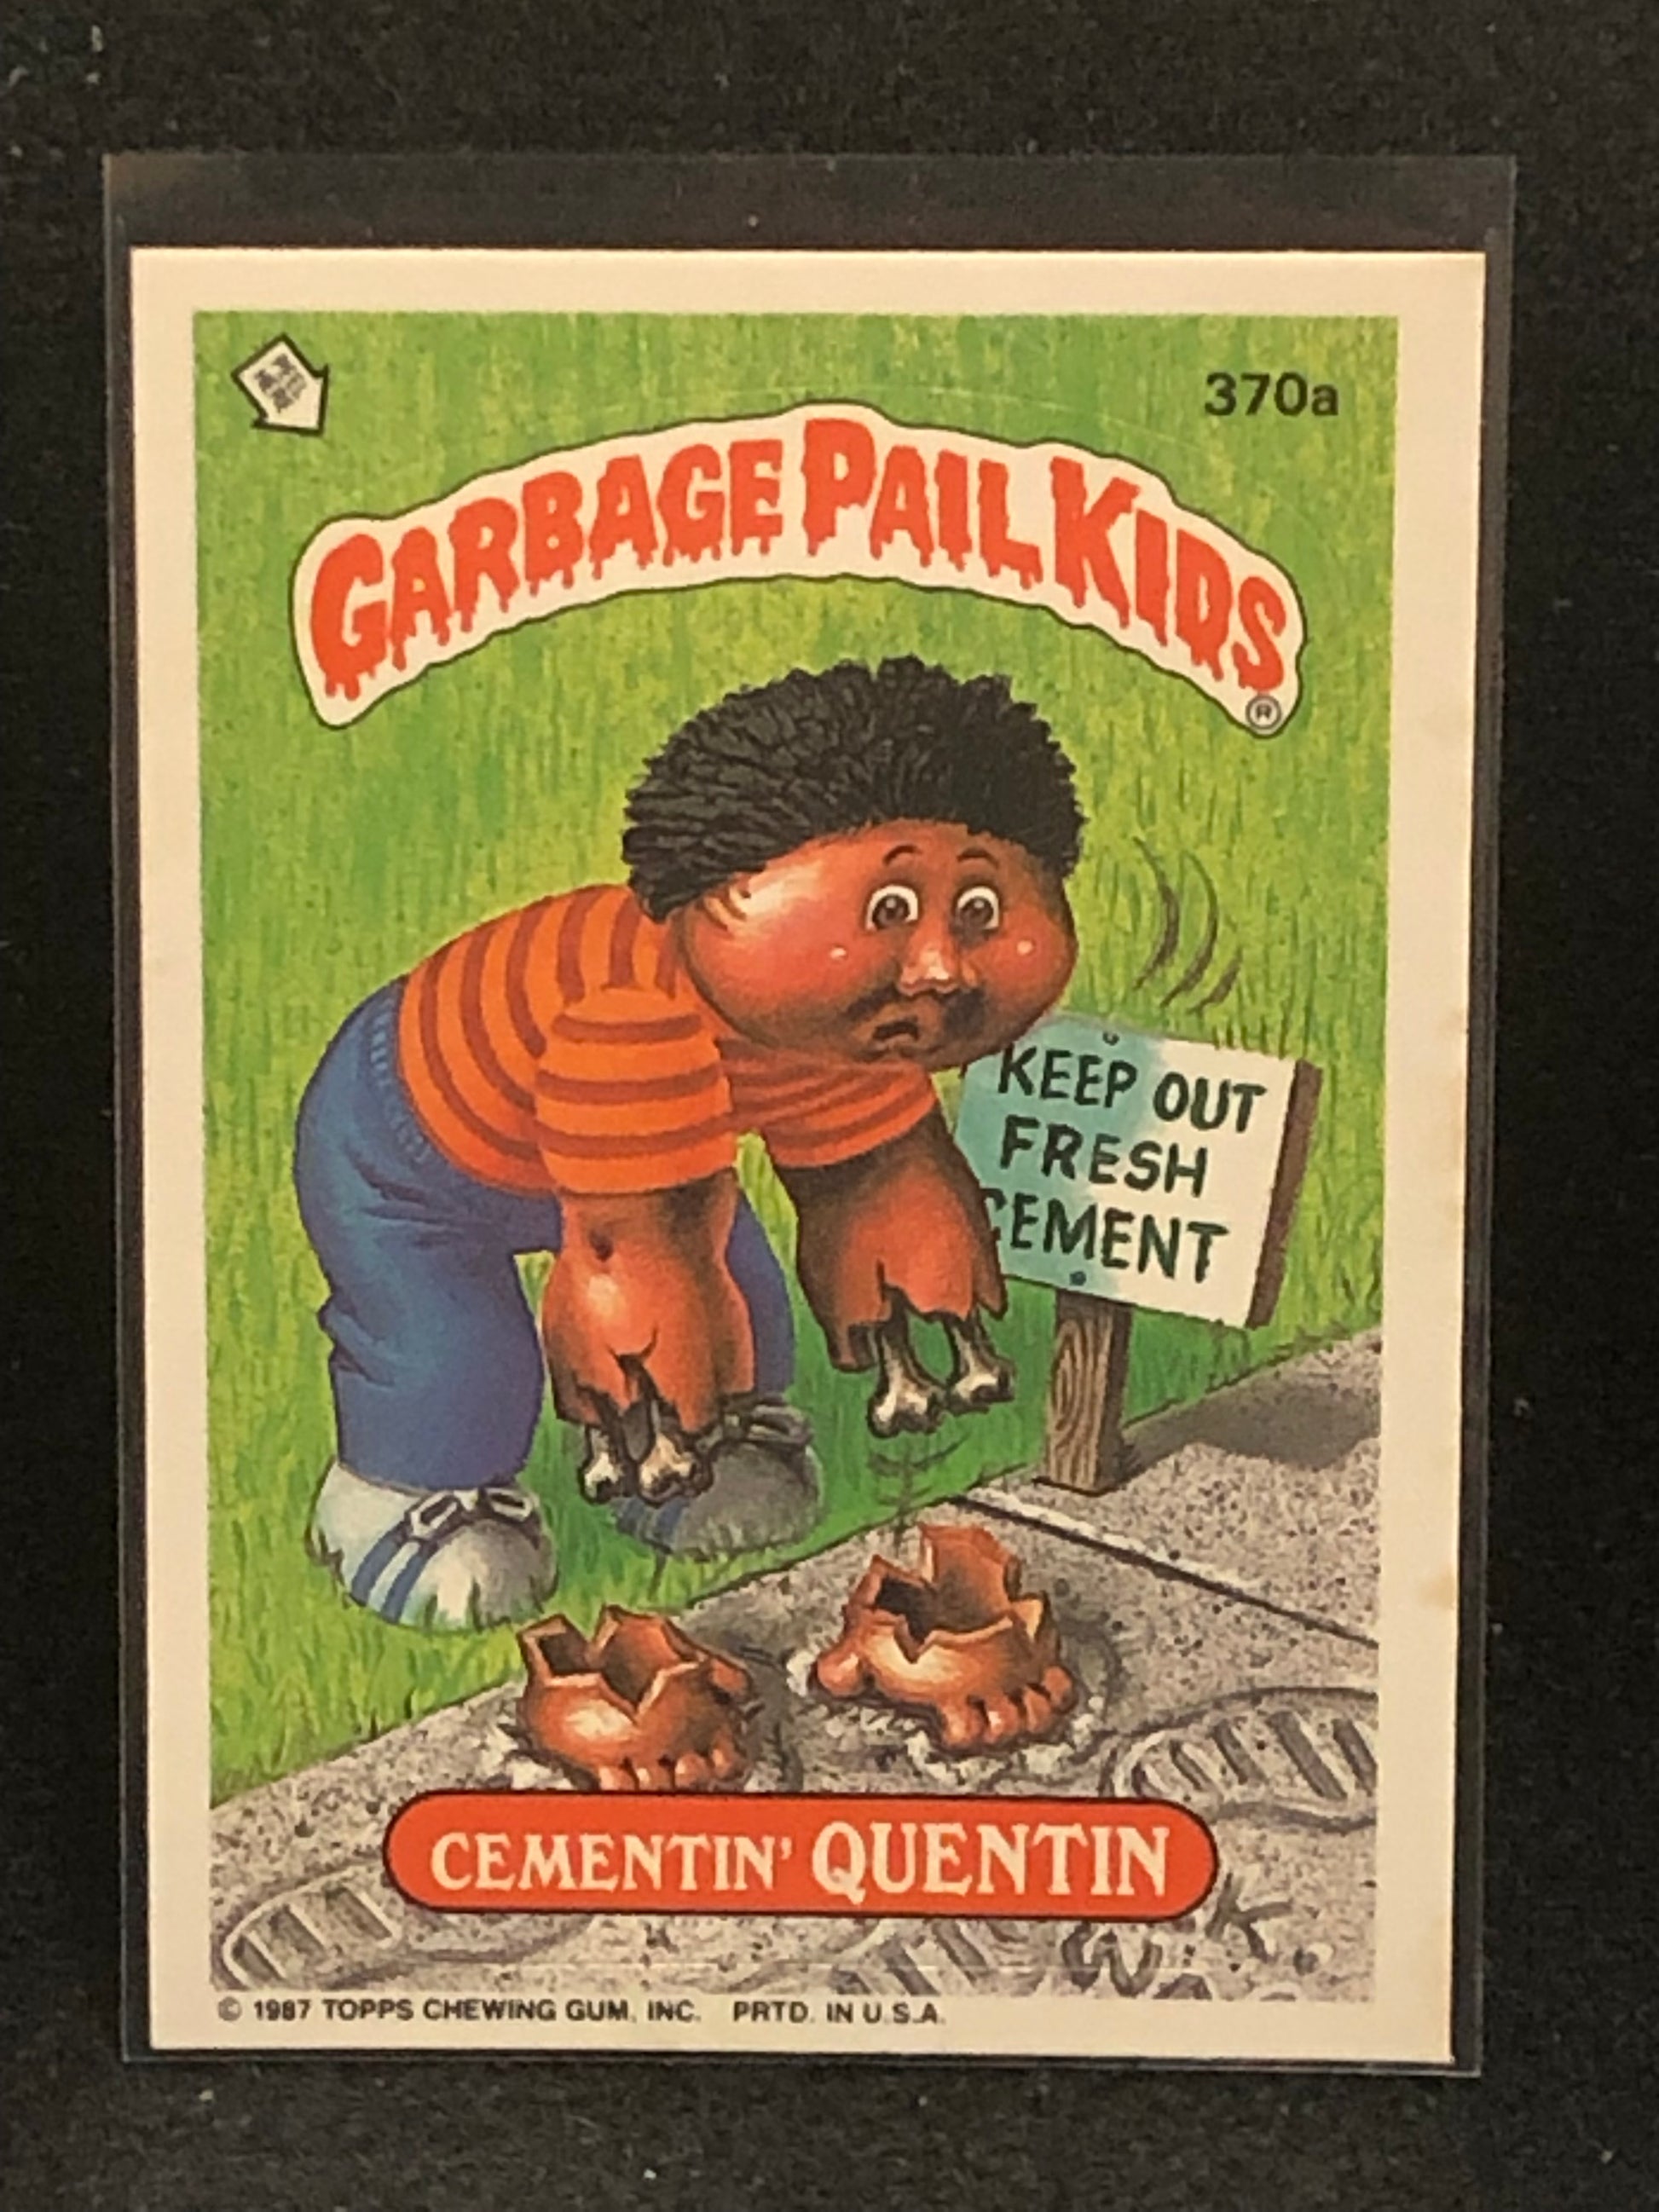 370a
GARBAGE PAIL KIDS
®
KEEP OUT
FRESH
CEMENT
CEMENTIN' QUENTIN
© 1987 TOPPS CHEWING GUM, INC. PRTD. IN U.S.A.